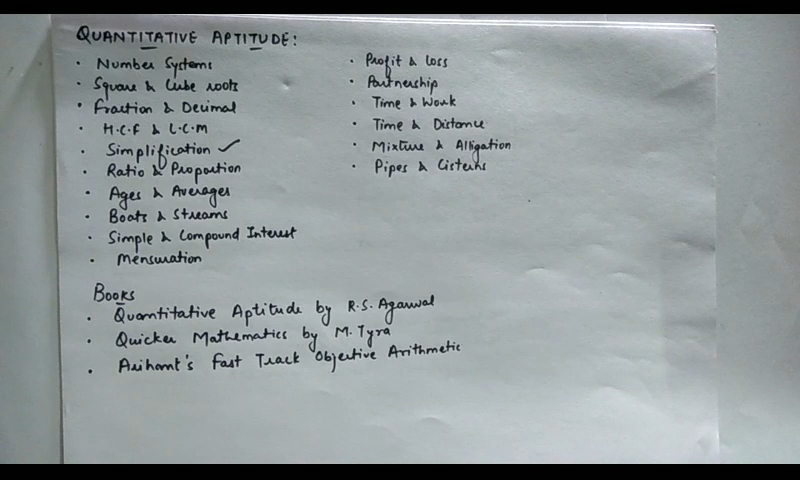 QUANTITATIVE APTITUDE:
· Number Systems
· Square & Cube roots
· Fraction & Decimal
· H.C.F & L.C.M
· Simplification ✓
· Ratio & Proportion
· Ages & Averages
· Boats & Streams
· Simple & Compound Interest
· Mensuration
· Profit & Loss
· Partnership
· Time & Work
· Time & Distance
· Mixture & Alligation
· Pipes & Cisterns
Books
· Quantitative Aptitude by R.S. Agarwal
· Quicker Mathematics by M. Tyra
· Arihant's Fast Track Objective Arithmetic